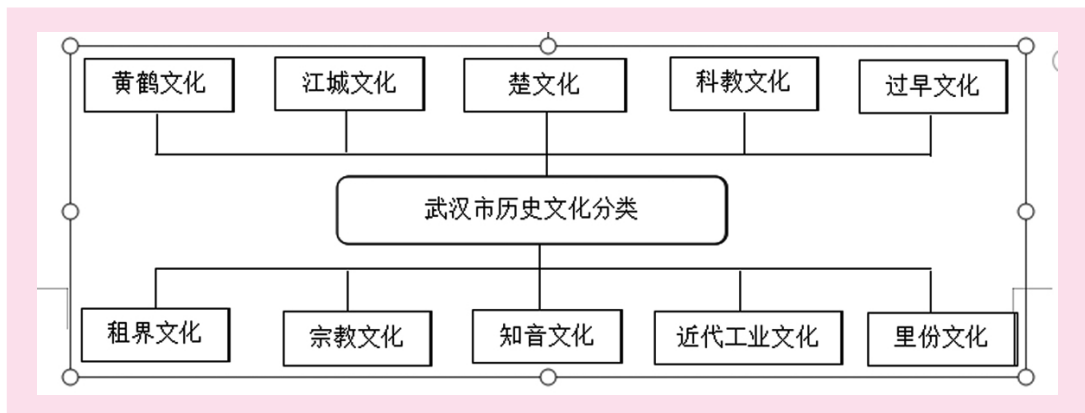 黄鹤文化
江城文化
楚文化
科教文化
过早文化
武汉市历史文化分类
租界文化
宗教文化
知音文化
近代工业文化
里份文化